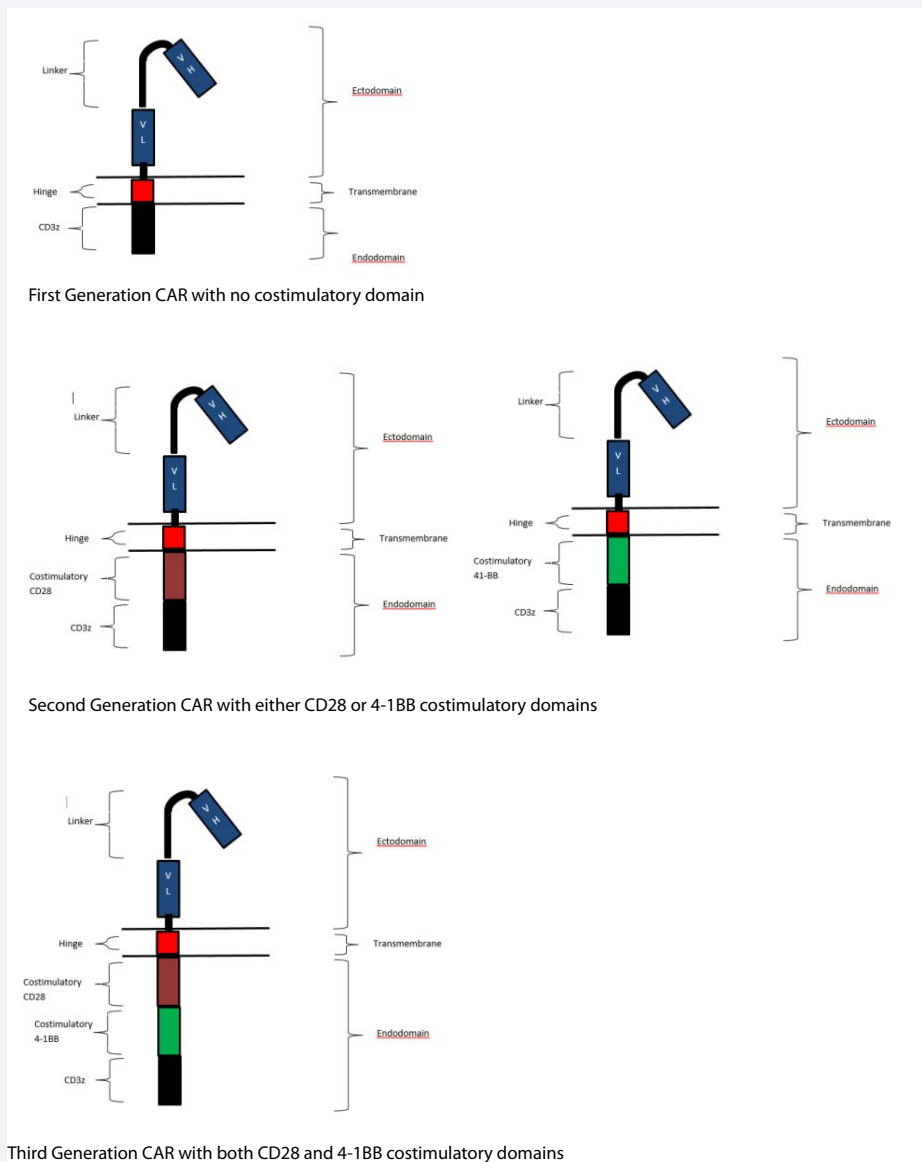 V
H
Linker
Ectodomain
V
L
Hinge
Transmembrane
CD3z
Endodomain
First Generation CAR with no costimulatory domain
V
H
Linker
Ectodomain
V
L
Hinge
Transmembrane
Costimulatory
CD28
Endodomain
CD3z
V
H
Linker
Ectodomain
V
L
Hinge
Transmembrane
Costimulatory
41-BB
Endodomain
CD3z
Second Generation CAR with either CD28 or 4-1BB costimulatory domains
V
H
Linker
Ectodomain
V
L
Hinge
Transmembrane
Costimulatory
CD28
Costimulatory
4-1BB
Endodomain
CD3z
Third Generation CAR with both CD28 and 4-1BB costimulatory domains